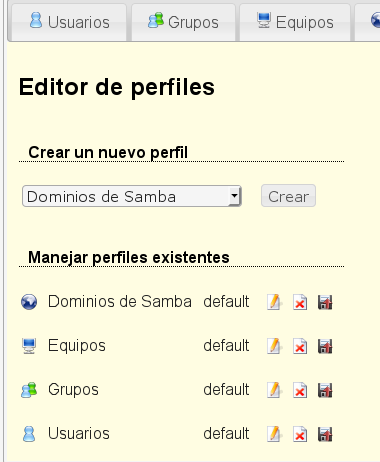 Usuarios Grupos Equipos
Editor de perfiles
Crear un nuevo perfil
Dominios de Samba Crear
Manejar perfiles existentes
Dominios de Samba default
Equipos default
Grupos default
Usuarios default